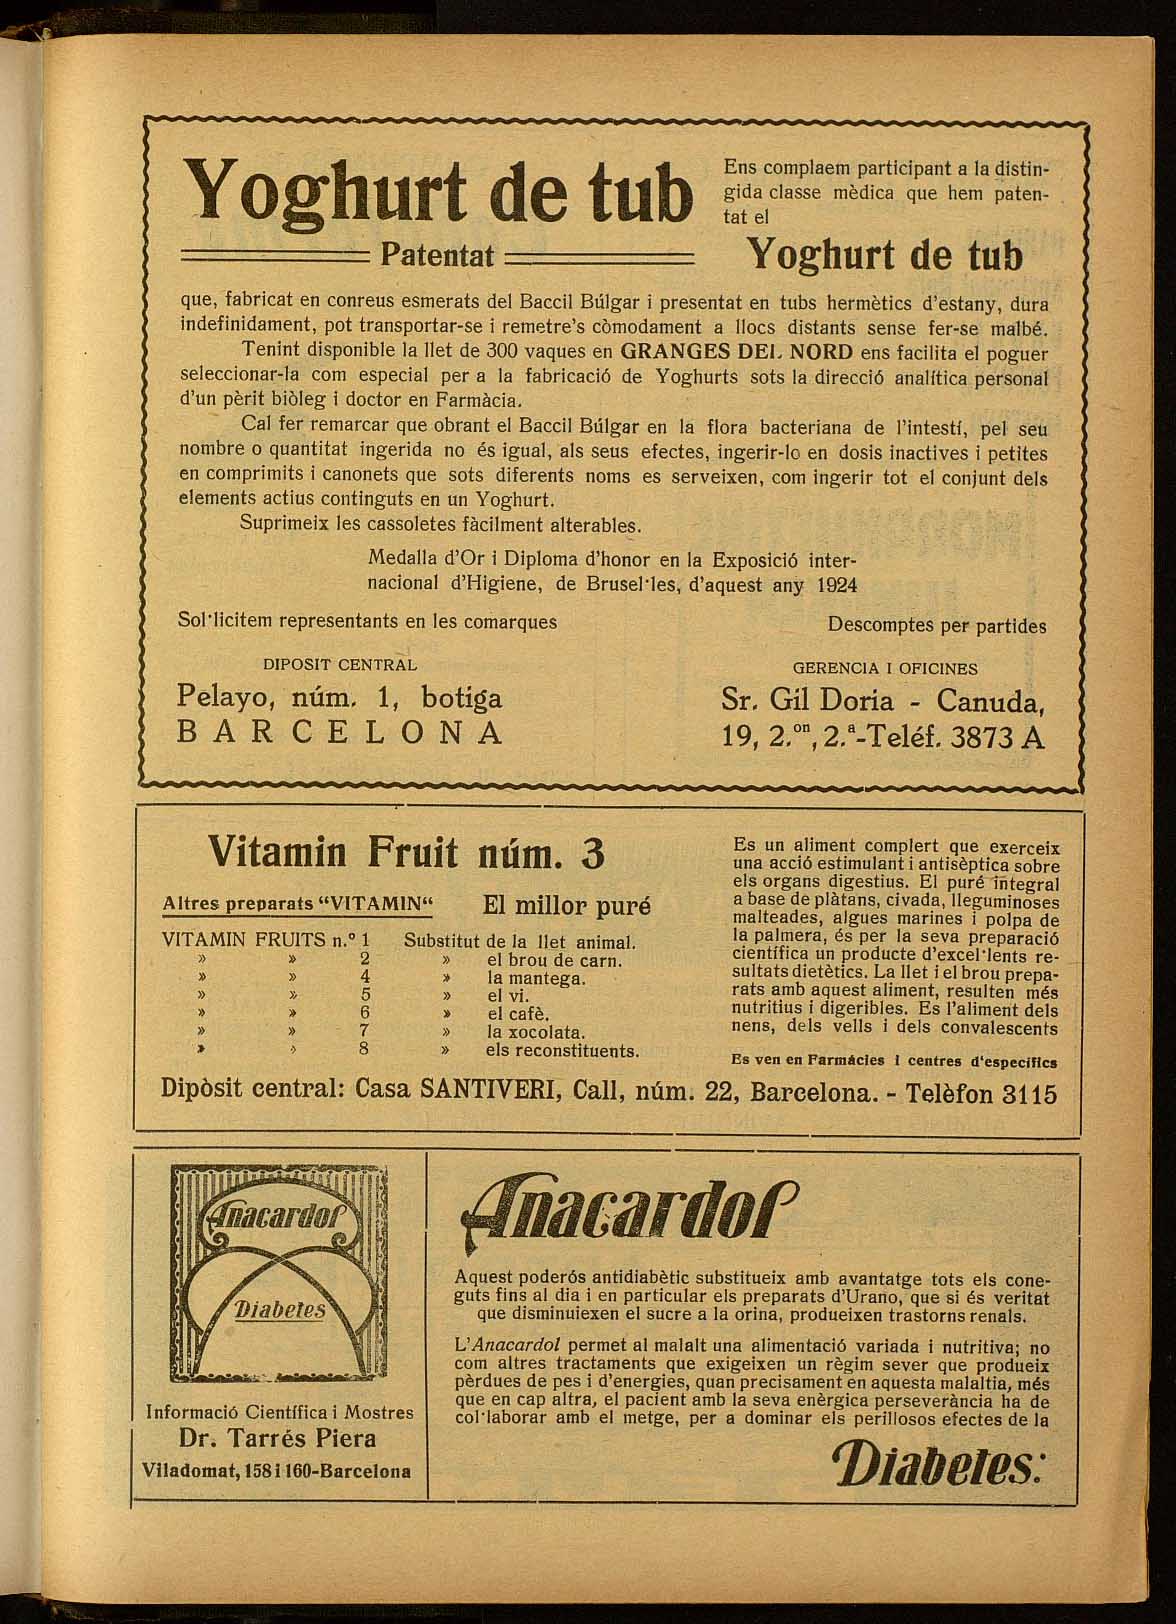 Yoghurt de tub
Patentat
Ens complaem participant a la distin-
gida classe mèdica que hem paten-
tat el
Yoghurt de tub
que, fabricat en conreus esmerats del Baccil Búlgar i presentat en tubs hermètics d'estany, dura
indefinidament, pot transportar-se i remetre's còmodament a llocs distants sense fer-se malbé.
Tenint disponible la llet de 300 vaques en GRANGES DEL NORD ens facilita el poguer
seleccionar-la com especial per a la fabricació de Yoghurts sots la direcció analítica personal
d'un pèrit biòleg i doctor en Farmàcia.
Cal fer remarcar que obrant el Baccil Búlgar en la flora bacteriana de l'intestí, pel seu
nombre o quantitat ingerida no és igual, als seus efectes, ingerir-lo en dosis inactives i petites
en comprimits i canonets que sots diferents noms es serveixen, com ingerir tot el conjunt dels
elements actius continguts en un Yoghurt.
Suprimeix les cassoletes fàcilment alterables.
Medalla d'Or i Diploma d'honor en la Exposició inter-
nacional d'Higiene, de Brusel·les, d'aquest any 1924
Sol·licitem representants en les comarques
Descomptes per partides
DIPOSIT CENTRAL
Pelayo, núm. 1, botiga
BARCELONA
GERENCIA I OFICINES
Sr. Gil Doria - Canuda,
19, 2.on, 2.ª-Teléf. 3873 A
Vitamin Fruit núm. 3
Altres preparats "VITAMIN"
El millor puré
VITAMIN FRUITS n.º 1 Substitut de la llet animal.
» » 2 » el brou de carn.
» » 4 » la mantega.
» » 5 » el vi.
» » 6 » el cafè.
» » 7 » la xocolata.
» » 8 » els reconstituents.
Es un aliment complert que exerceix
una acció estimulant i antisèptica sobre
els organs digestius. El puré integral
a base de plàtans, civada, lleguminoses
malteades, algues marines i polpa de
la palmera, és per la seva preparació
científica un producte d'excel·lents re-
sultats dietètics. La llet i el brou prepa-
rats amb aquest aliment, resulten més
nutritius i digeribles. Es l'aliment dels
nens, dels vells i dels convalescents
Es ven en Farmàcies i centres d'específics
Dipòsit central: Casa SANTIVERI, Call, núm. 22, Barcelona. - Telèfon 3115
Anacardol
Diabetes
Informació Científica i Mostres
Dr. Tarrés Piera
Viladomat, 158 i 160-Barcelona
Anacardol
Aquest poderós antidiabètic substitueix amb avantatge tots els cone-
guts fins al dia i en particular els preparats d'Urano, que si és veritat
que disminuiexen el sucre a la orina, produeixen trastorns renals.
L'Anacardol permet al malalt una alimentació variada i nutritiva; no
com altres tractaments que exigeixen un règim sever que produeix
pèrdues de pes i d'energies, quan precisament en aquesta malaltia, més
que en cap altra, el pacient amb la seva enèrgica perseverància ha de
col·laborar amb el metge, per a dominar els perillosos efectes de la
Diabetes: